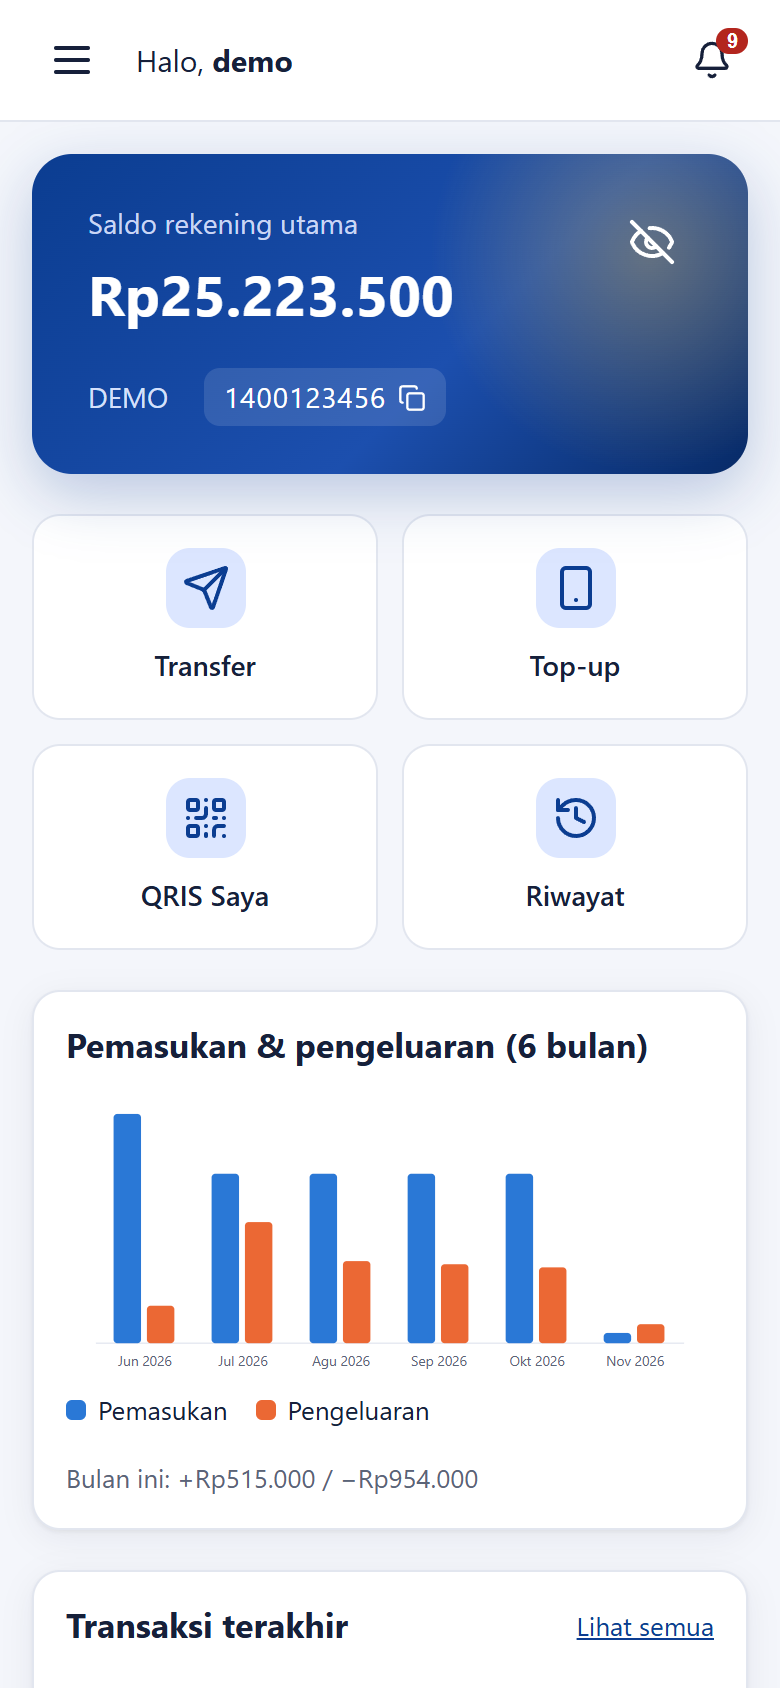 Halo, demo
9
Saldo rekening utama
Rp25.223.500
DEMO 1400123456
Transfer
Top-up
QRIS Saya
Riwayat
Pemasukan & pengeluaran (6 bulan)
Jun 2026 Jul 2026 Agu 2026 Sep 2026 Okt 2026 Nov 2026
Pemasukan Pengeluaran
Bulan ini: +Rp515.000 / −Rp954.000
Transaksi terakhir
Lihat semua